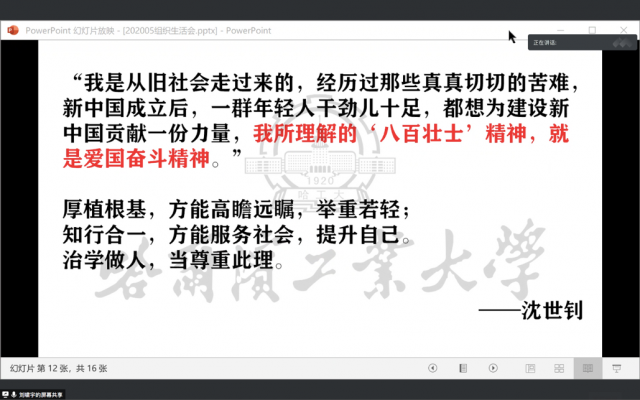 PowerPoint 幻灯片放映 - [202005组织生活会.pptx] - PowerPoint
正在讲话:
“我是从旧社会走过来的，经历过那些真真切切的苦难，
新中国成立后，一群年轻人干劲儿十足，都想为建设新
中国贡献一份力量，我所理解的‘八百壮士’精神，就
是爱国奋斗精神。”
1920
哈工大
厚植根基，方能高瞻远瞩，举重若轻；
知行合一，方能服务社会，提升自己。
治学做人，当尊重此理。
哈尔滨工业大学
——沈世钊
幻灯片 第 12 张，共 16 张
的屏幕共享